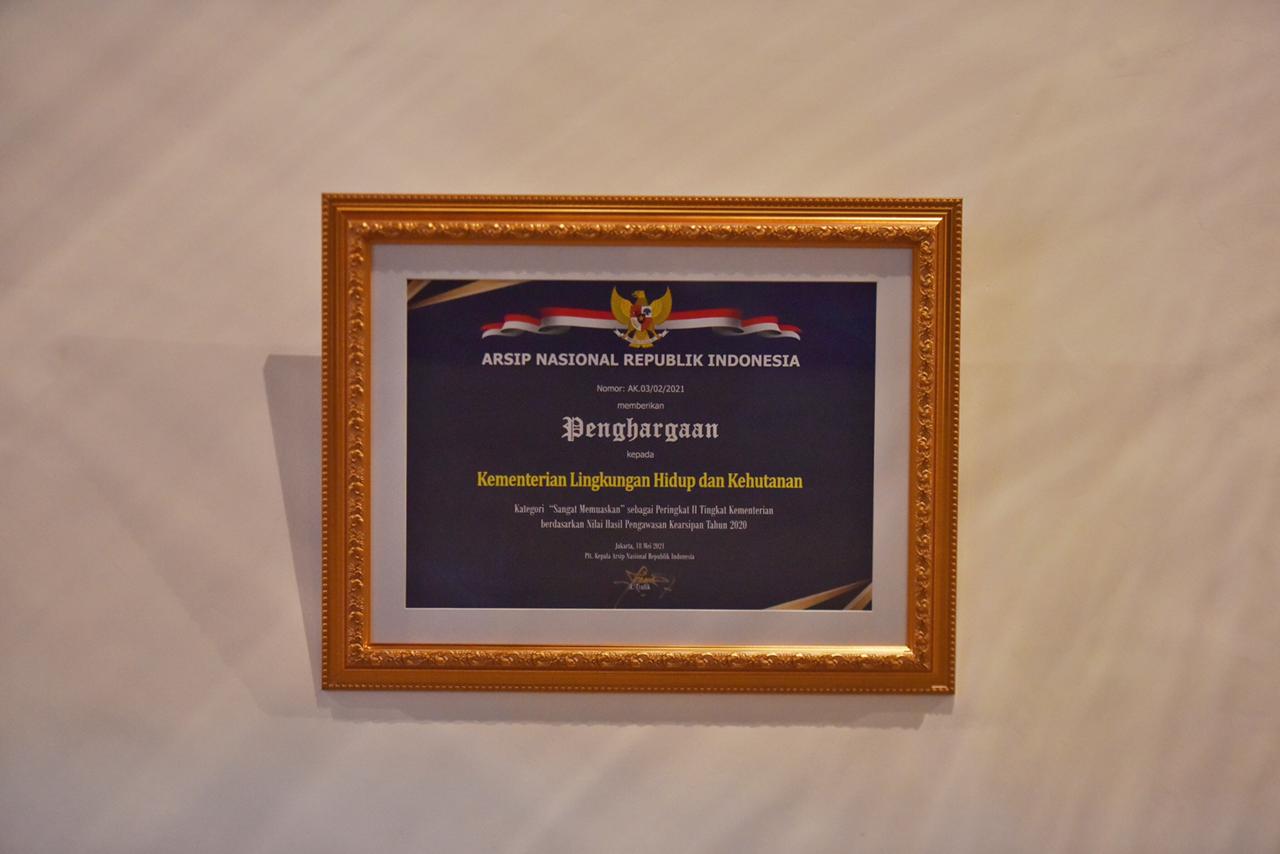 ARSIP NASIONAL REPUBLIK INDONESIA
Nomor: AK.03/02/2021
memberikan
Penghargaan
kepada
Kementerian Lingkungan Hidup dan Kehutanan
Kategori "Sangat Memuaskan" sebagai Peringkat II Tingkat Kementerian
berdasarkan Nilai Hasil Pengawasan Kearsipan Tahun 2020
Jakarta, 18 Mei 2021
Plt. Kepala Arsip Nasional Republik Indonesia
M. Taufik